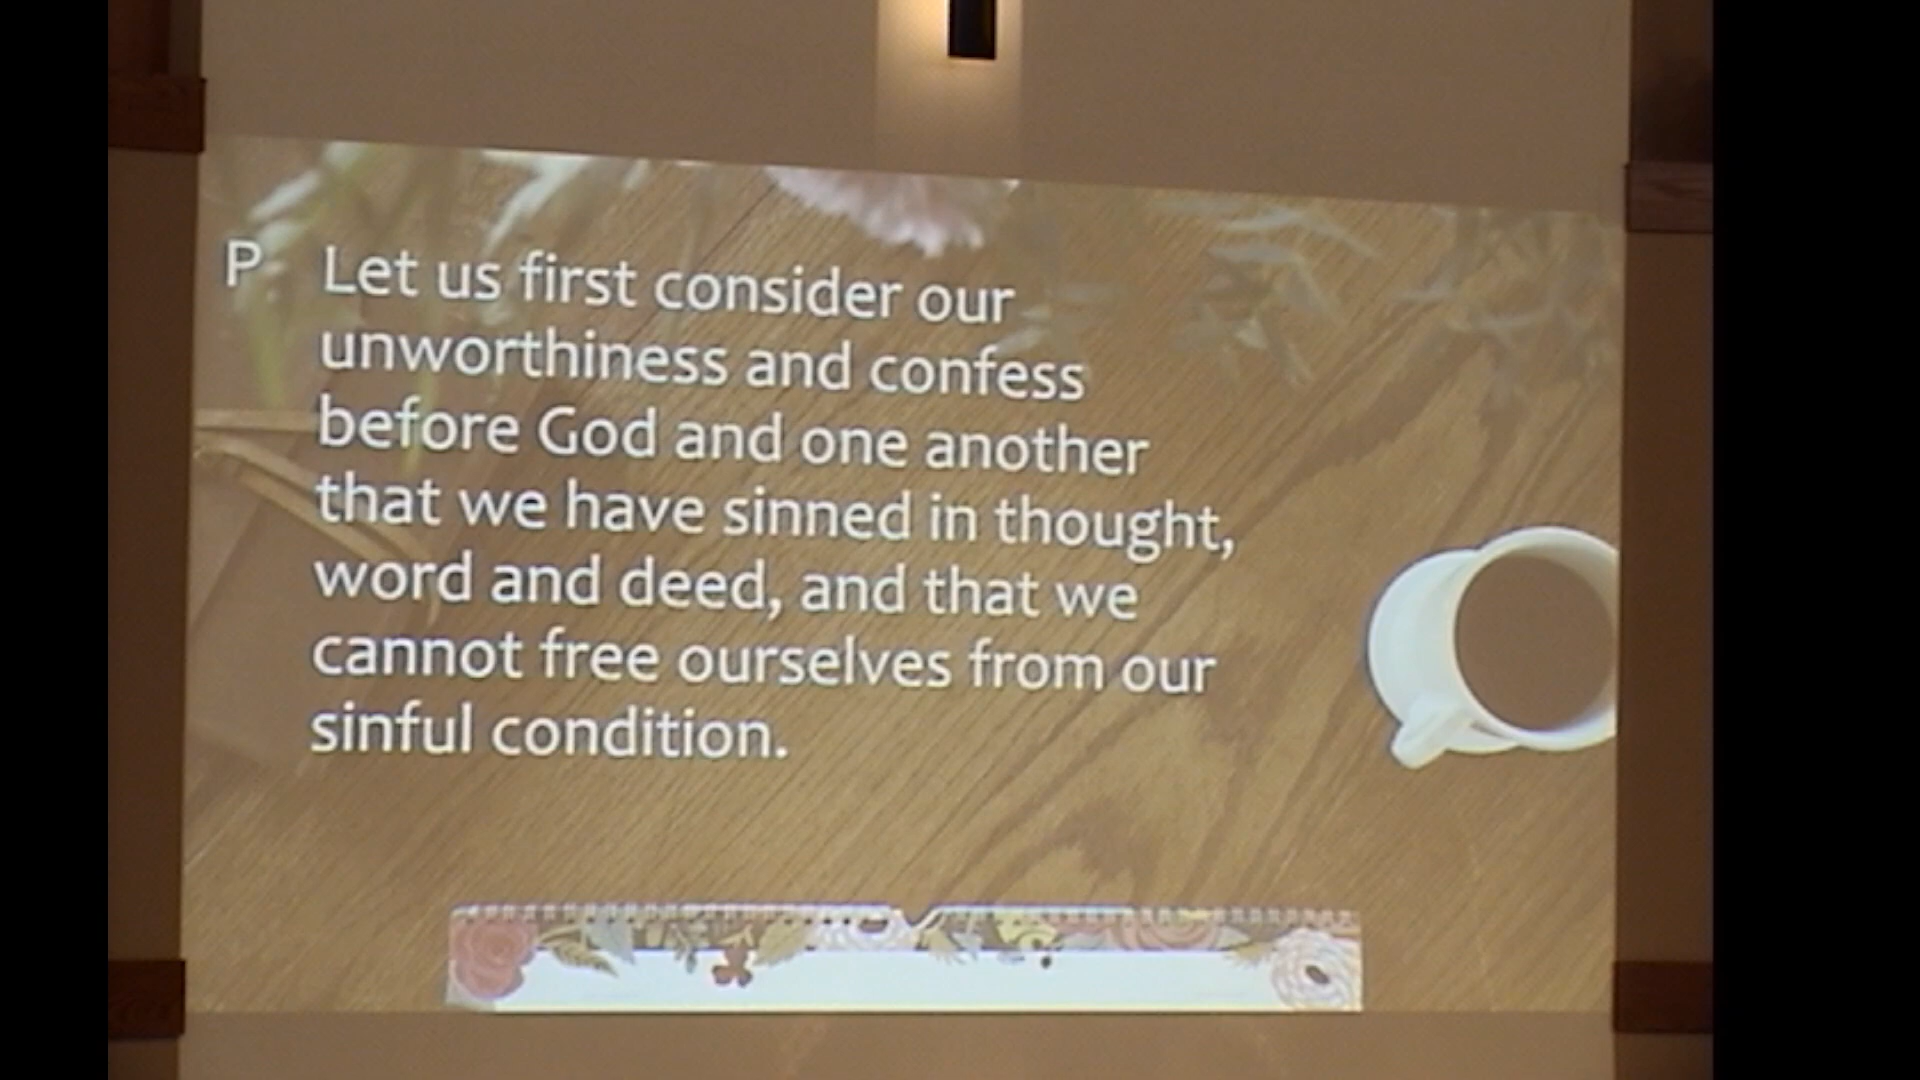 P Let us first consider our
unworthiness and confess
before God and one another
that we have sinned in thought,
word and deed, and that we
cannot free ourselves from our
sinful condition.